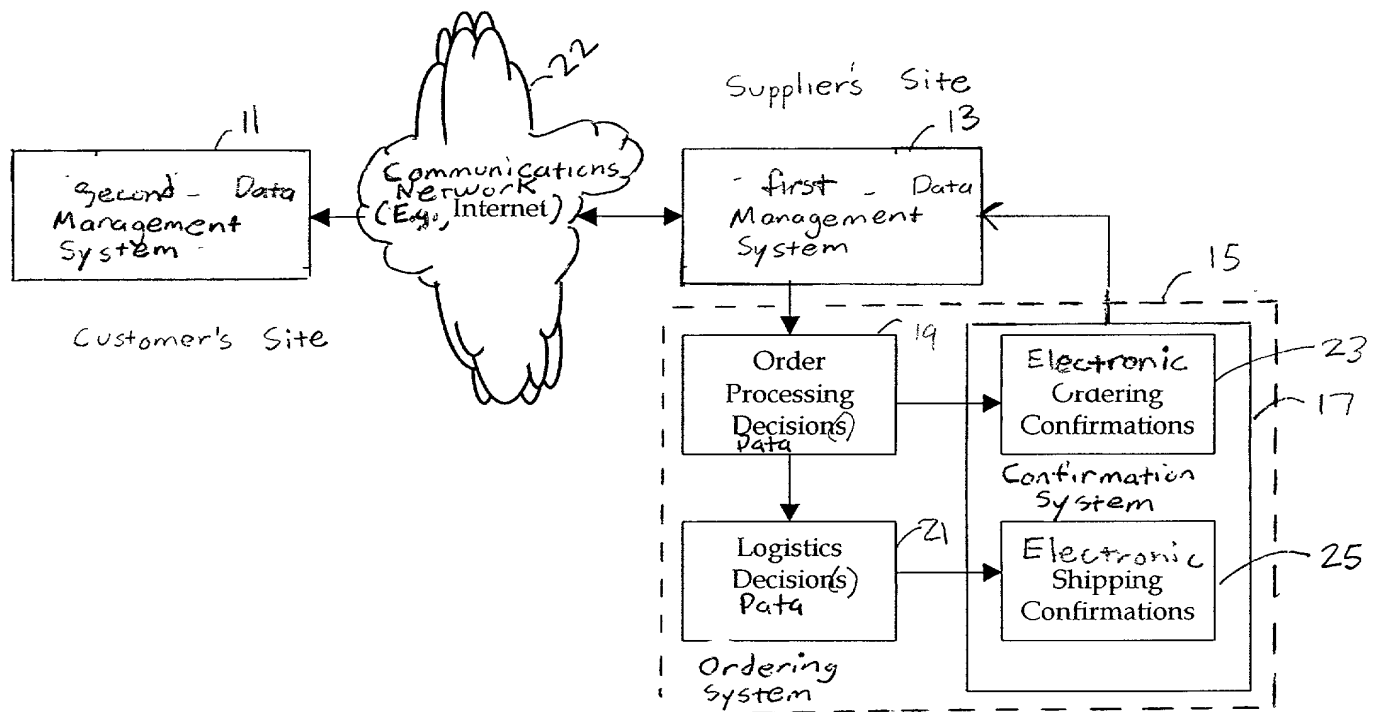 22
Supplier's Site
11
13
Second - Data
Management
System
Communications
Network
(E.g., Internet)
- first - Data
Management
System
Customer's Site
15
19
Order
Processing
Decision(s)
Data
Electronic
Ordering
Confirmations
23
17
Confirmation
System
21
Logistics
Decision(s)
Data
Electronic
Shipping
Confirmations
25
Ordering
System